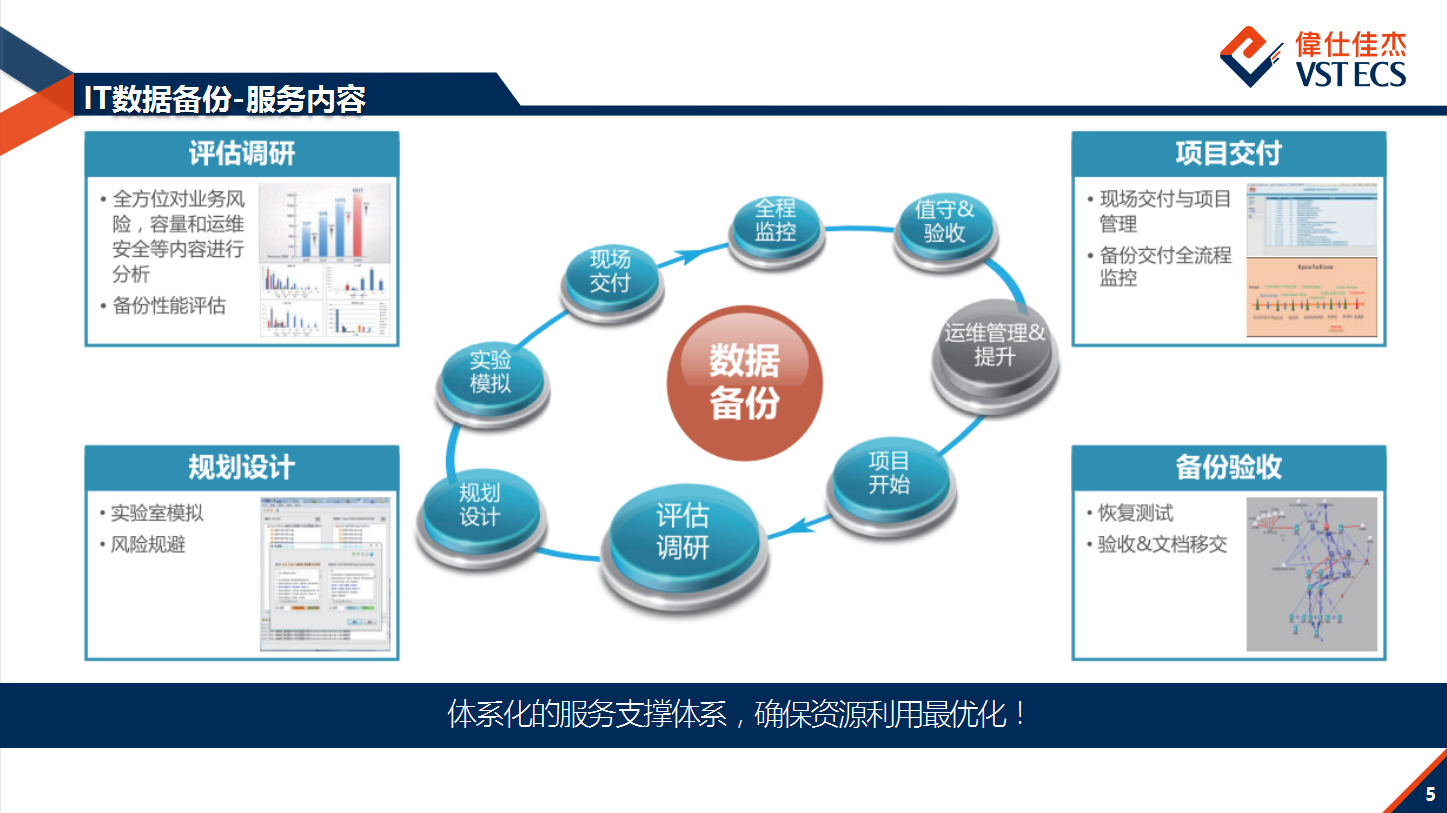 偉仕佳杰
VSTECS
IT数据备份-服务内容
评估调研
• 全方位对业务风
险，容量和运维
安全等内容进行
分析
• 备份性能评估
项目交付
• 现场交付与项目
管理
• 备份交付全流程
监控
全程
监控
值守&
验收
现场
交付
运维管理&
提升
实验
模拟
数据
备份
项目
开始
规划
设计
评估
调研
规划设计
• 实验室模拟
• 风险规避
备份验收
• 恢复测试
• 验收&文档移交
体系化的服务支撑体系，确保资源利用最优化！
5